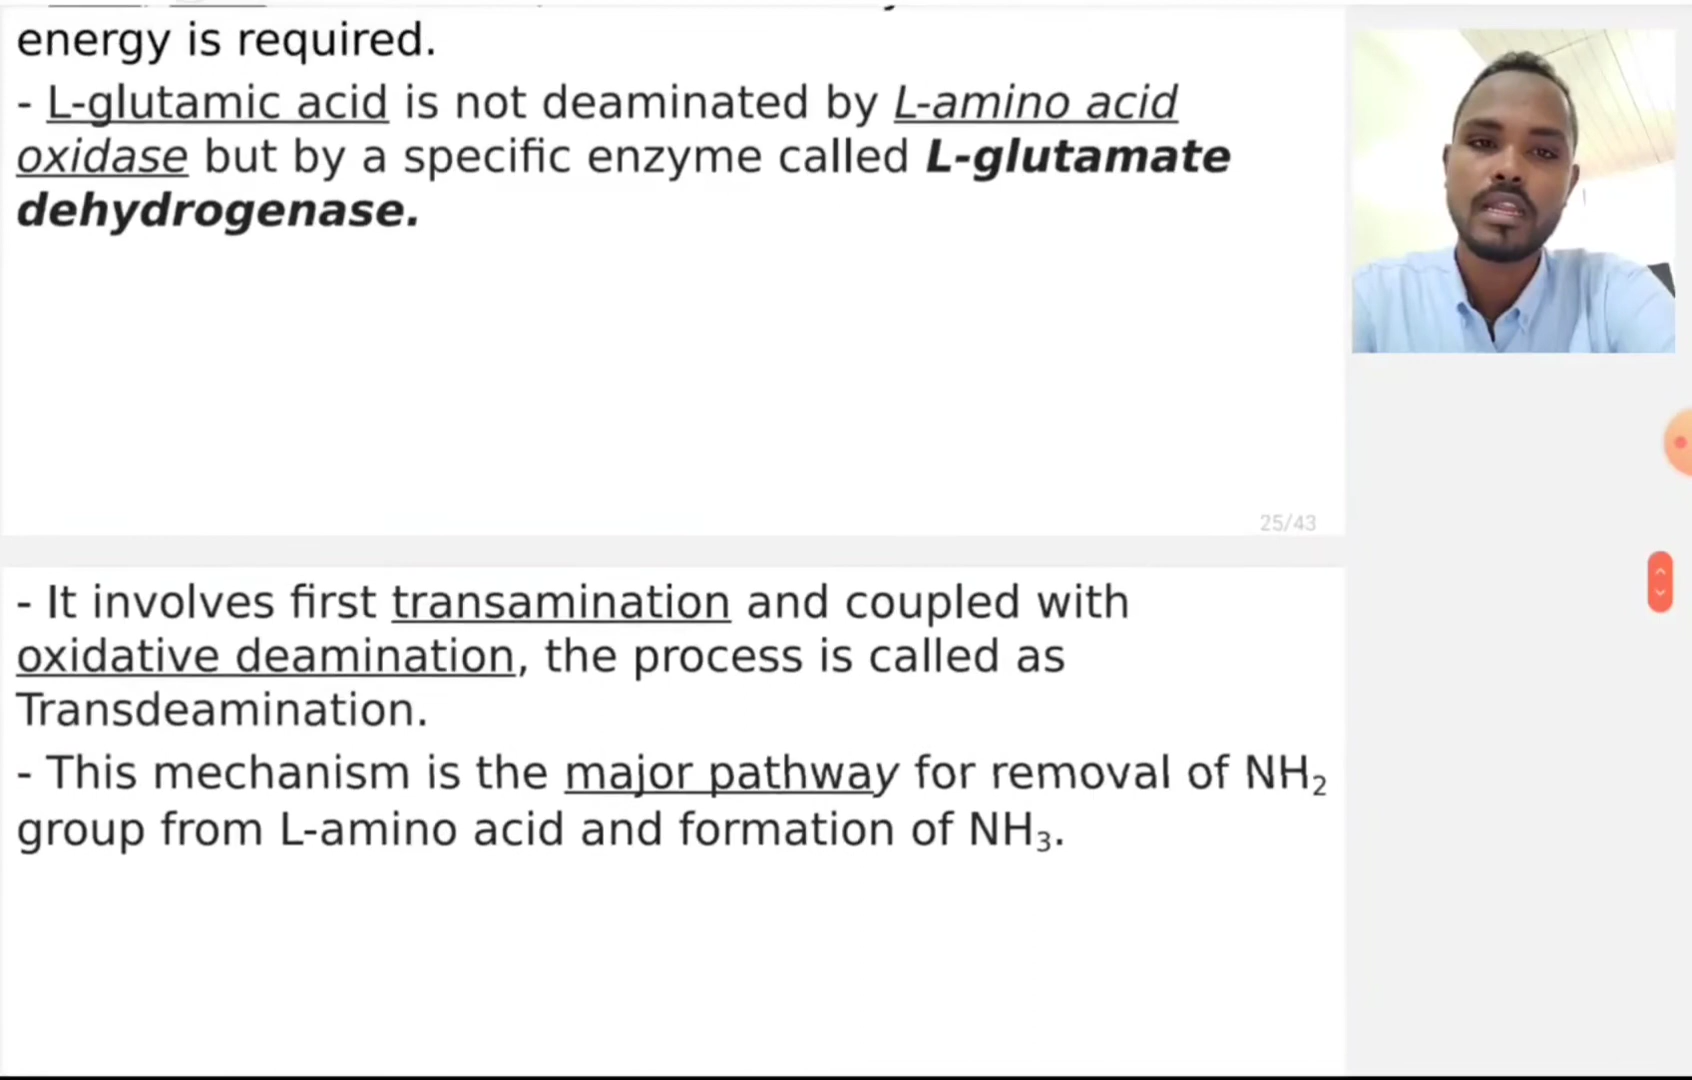 energy is required.
- L-glutamic acid is not deaminated by L-amino acid
oxidase but by a specific enzyme called L-glutamate
dehydrogenase.
25/43
- It involves first transamination and coupled with
oxidative deamination, the process is called as
Transdeamination.
- This mechanism is the major pathway for removal of NH₂
group from L-amino acid and formation of NH₃.